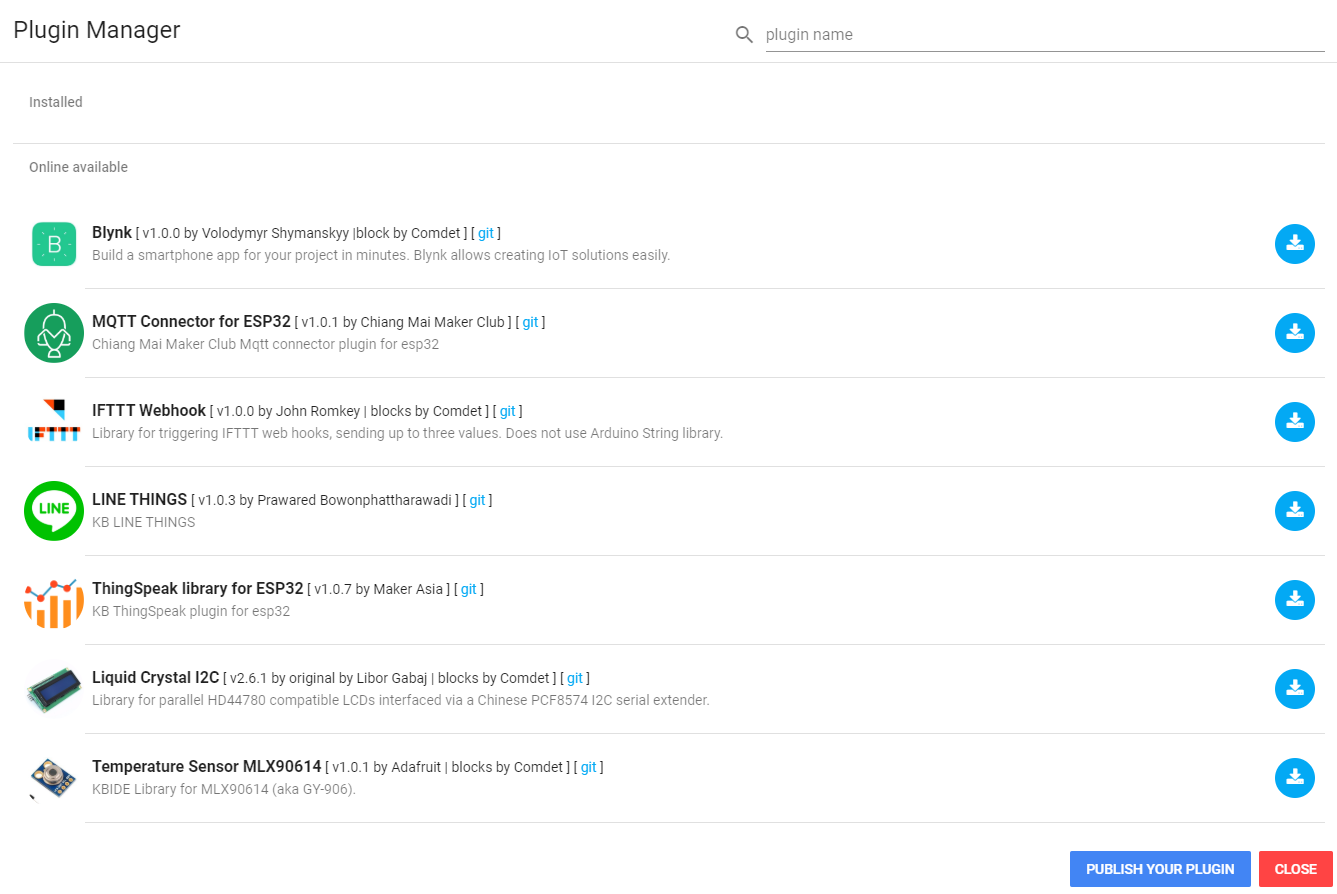 Plugin Manager
plugin name
Installed
Online available
B
Blynk [ v1.0.0 by Volodymyr Shymanskyy |block by Comdet ] [ git ]
Build a smartphone app for your project in minutes. Blynk allows creating IoT solutions easily.
MQTT Connector for ESP32 [ v1.0.1 by Chiang Mai Maker Club ] [ git ]
Chiang Mai Maker Club Mqtt connector plugin for esp32
IFTTT
IFTTT Webhook [ v1.0.0 by John Romkey | blocks by Comdet ] [ git ]
Library for triggering IFTTT web hooks, sending up to three values. Does not use Arduino String library.
LINE
LINE THINGS [ v1.0.3 by Prawared Bowonphattharawadi ] [ git ]
KB LINE THINGS
ThingSpeak library for ESP32 [ v1.0.7 by Maker Asia ] [ git ]
KB ThingSpeak plugin for esp32
Liquid Crystal I2C [ v2.6.1 by original by Libor Gabaj | blocks by Comdet ] [ git ]
Library for parallel HD44780 compatible LCDs interfaced via a Chinese PCF8574 I2C serial extender.
Temperature Sensor MLX90614 [ v1.0.1 by Adafruit | blocks by Comdet ] [ git ]
KBIDE Library for MLX90614 (aka GY-906).
PUBLISH YOUR PLUGIN
CLOSE